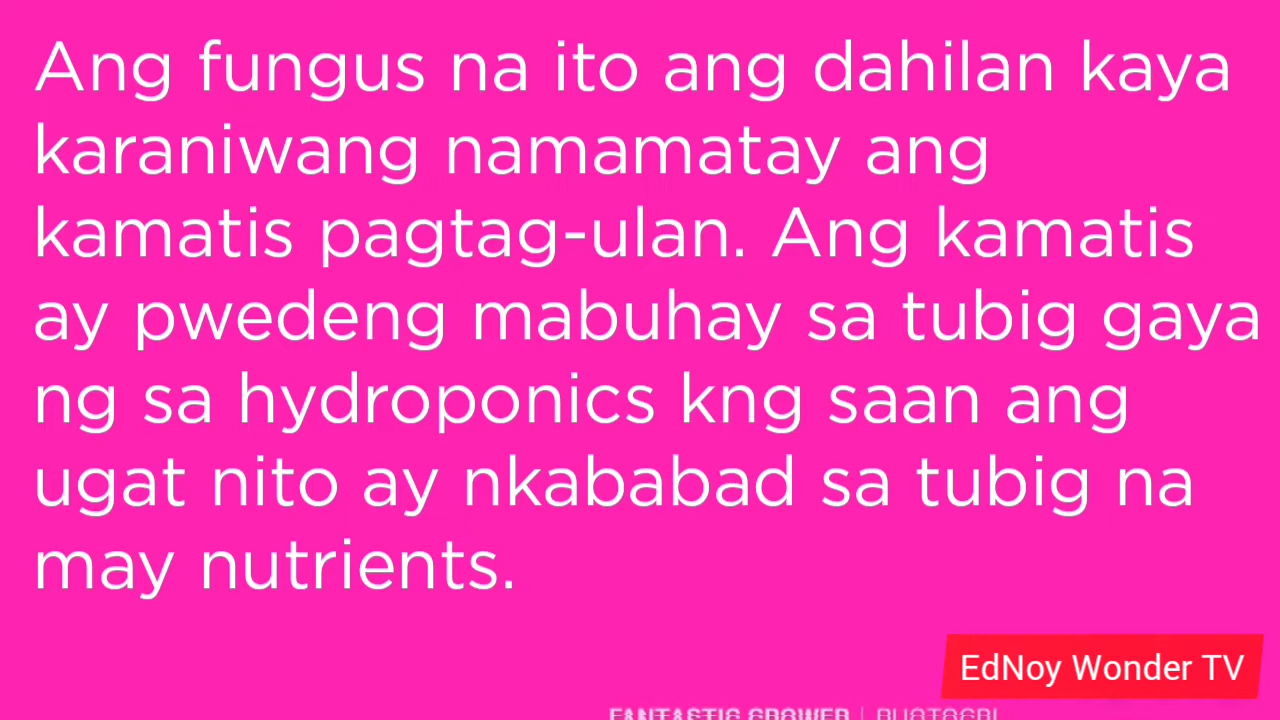 Ang fungus na ito ang dahilan kaya
karaniwang namamatay ang
kamatis pagtag-ulan. Ang kamatis
ay pwedeng mabuhay sa tubig gaya
ng sa hydroponics kng saan ang
ugat nito ay nkababad sa tubig na
may nutrients.
EdNoy Wonder TV
FANTASTIC GROWER |